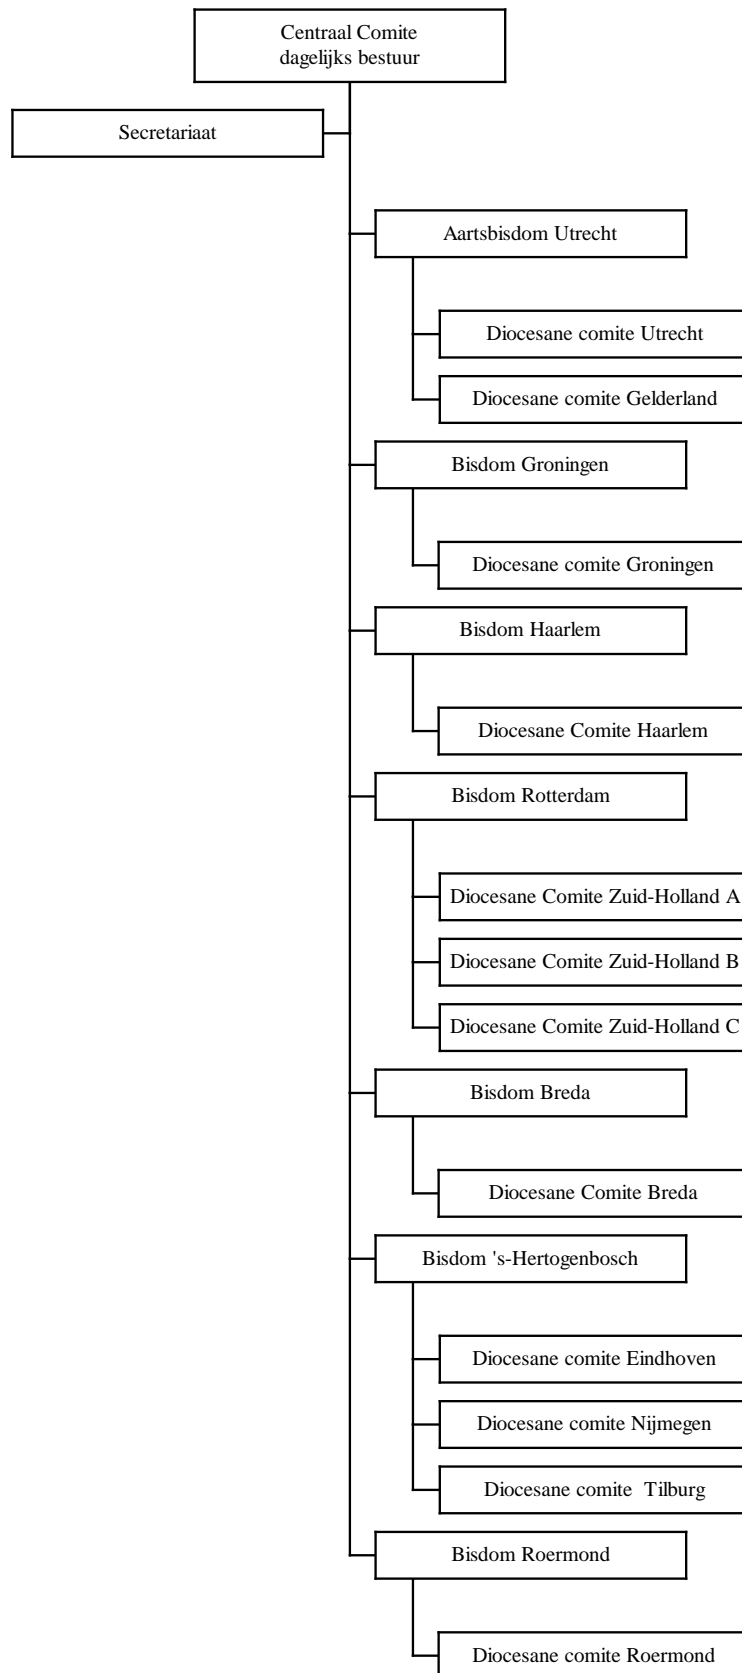 Centraal Comite
dagelijks bestuur
Secretariaat
Aartsbisdom Utrecht
Diocesane comite Utrecht
Diocesane comite Gelderland
Bisdom Groningen
Diocesane comite Groningen
Bisdom Haarlem
Diocesane Comite Haarlem
Bisdom Rotterdam
Diocesane Comite Zuid-Holland A
Diocesane Comite Zuid-Holland B
Diocesane Comite Zuid-Holland C
Bisdom Breda
Diocesane Comite Breda
Bisdom 's-Hertogenbosch
Diocesane comite Eindhoven
Diocesane comite Nijmegen
Diocesane comite  Tilburg
Bisdom Roermond
Diocesane comite Roermond